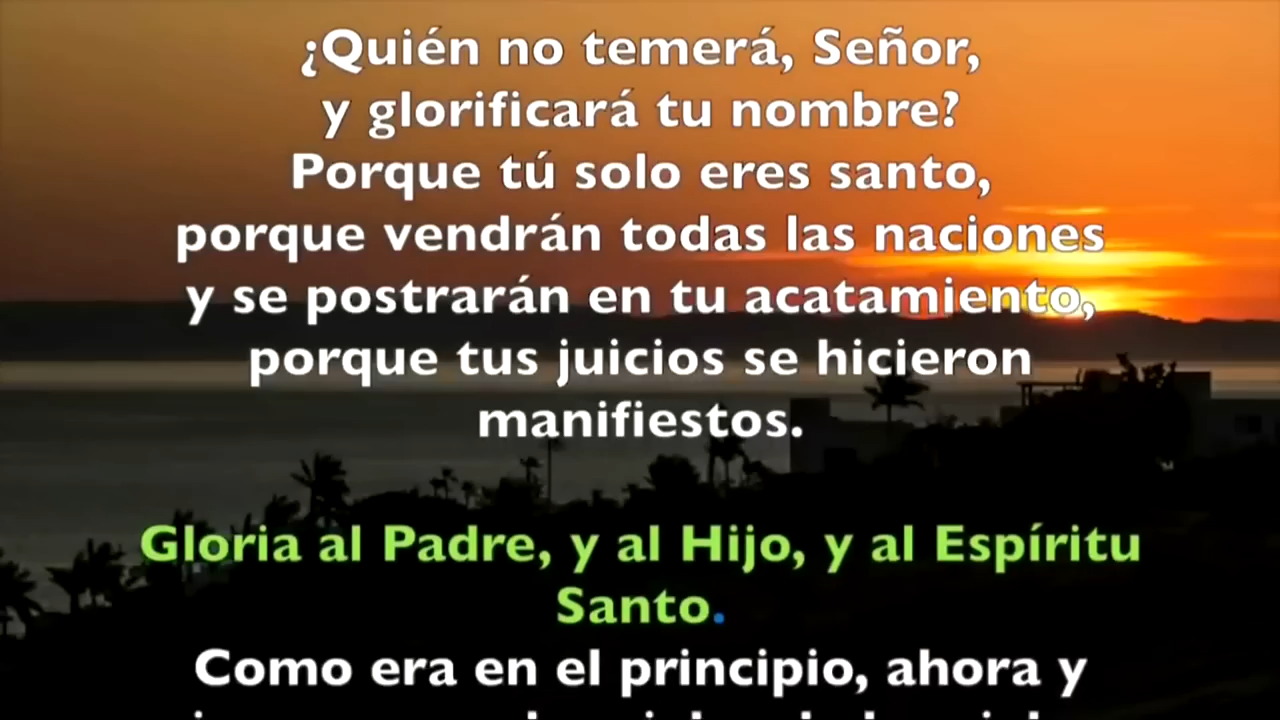 ¿Quién no temerá, Señor,
y glorificará tu nombre?
Porque tú solo eres santo,
porque vendrán todas las naciones
y se postrarán en tu acatamiento,
porque tus juicios se hicieron
manifiestos.
Gloria al Padre, y al Hijo, y al Espíritu
Santo.
Como era en el principio, ahora y